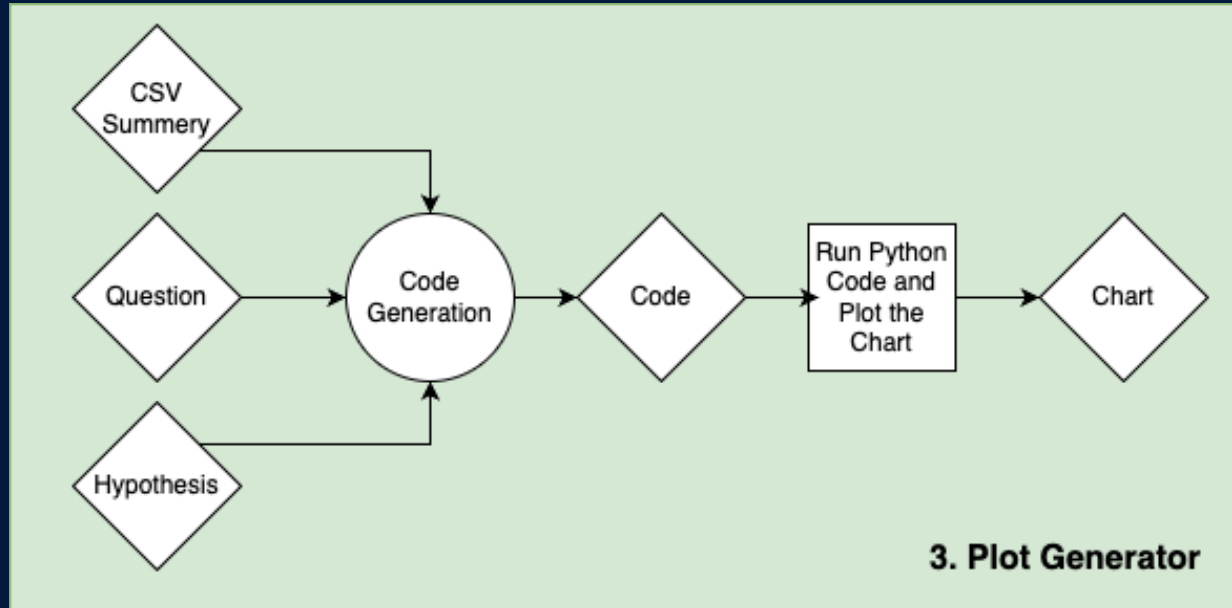 CSV
Summery
Question
Hypothesis
Code
Generation
Code
Run Python
Code and
Plot the
Chart
Chart
3. Plot Generator